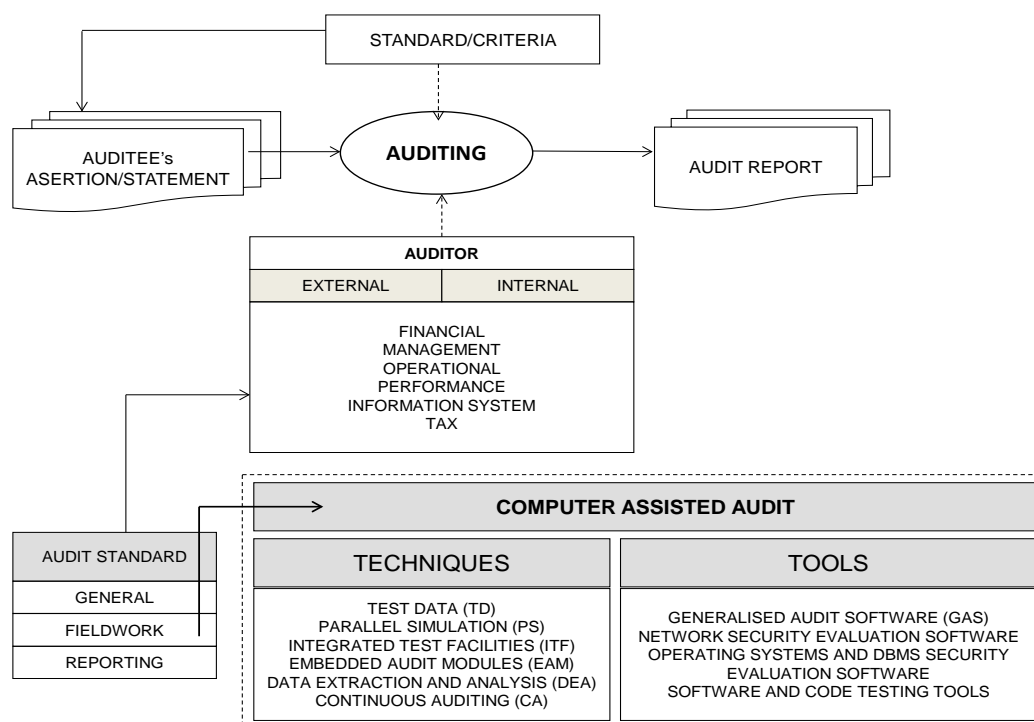 STANDARD/CRITERIA
AUDITEE's
ASERTION/STATEMENT
AUDITING
AUDIT REPORT
AUDITOR
EXTERNAL
INTERNAL
FINANCIAL
MANAGEMENT
OPERATIONAL
PERFORMANCE
INFORMATION SYSTEM
TAX
AUDIT STANDARD
GENERAL
FIELDWORK
REPORTING
COMPUTER ASSISTED AUDIT
TECHNIQUES
TEST DATA (TD)
PARALLEL SIMULATION (PS)
INTEGRATED TEST FACILITIES (ITF)
EMBEDDED AUDIT MODULES (EAM)
DATA EXTRACTION AND ANALYSIS (DEA)
CONTINUOUS AUDITING (CA)
TOOLS
GENERALISED AUDIT SOFTWARE (GAS)
NETWORK SECURITY EVALUATION SOFTWARE
OPERATING SYSTEMS AND DBMS SECURITY
EVALUATION SOFTWARE
SOFTWARE AND CODE TESTING TOOLS